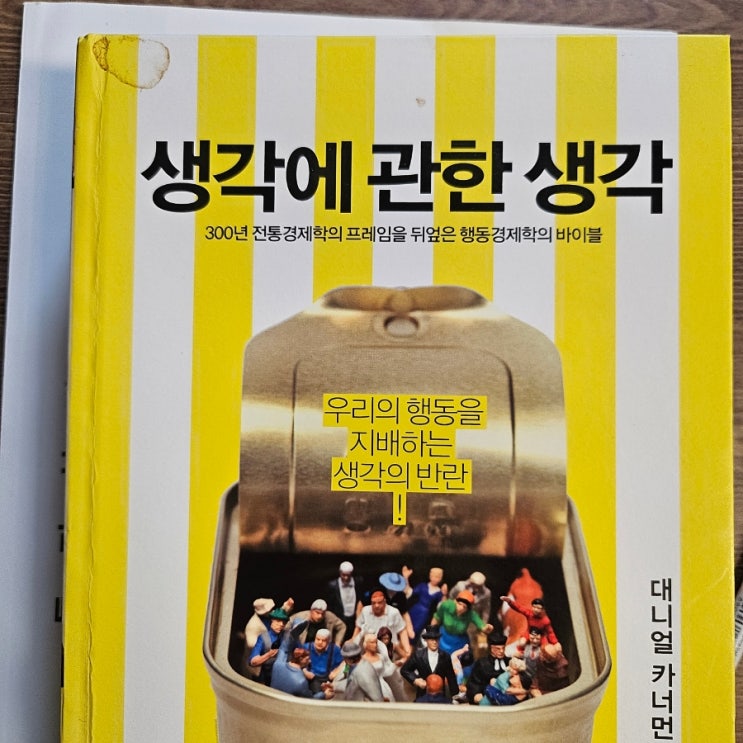 생각에 관한 생각
300년 전통경제학의 프레임을 뒤엎은 행동경제학의 바이블
우리의 행동을
지배하는
생각의 반란
!
대니얼 카너먼